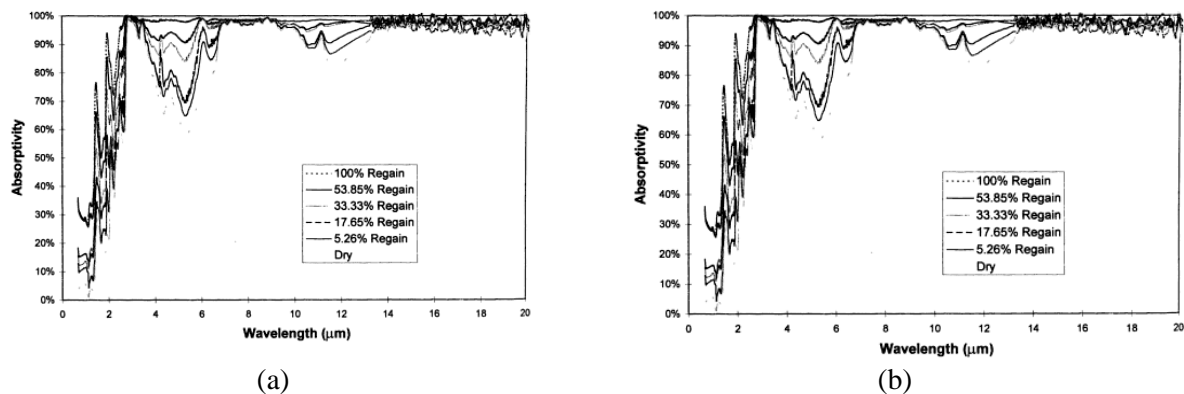 100%
90%
80%
70%
60%
50%
40%
30%
20%
10%
0%
Absorptivity
100% Regain
53.85% Regain
33.33% Regain
17.65% Regain
5.26% Regain
Dry
0 2 4 6 8 10 12 14 16 18 20
Wavelength (μm)
(a)
100%
90%
80%
70%
60%
50%
40%
30%
20%
10%
0%
Absorptivity
100% Regain
53.85% Regain
33.33% Regain
17.65% Regain
5.26% Regain
Dry
0 2 4 6 8 10 12 14 16 18 20
Wavelength (μm)
(b)